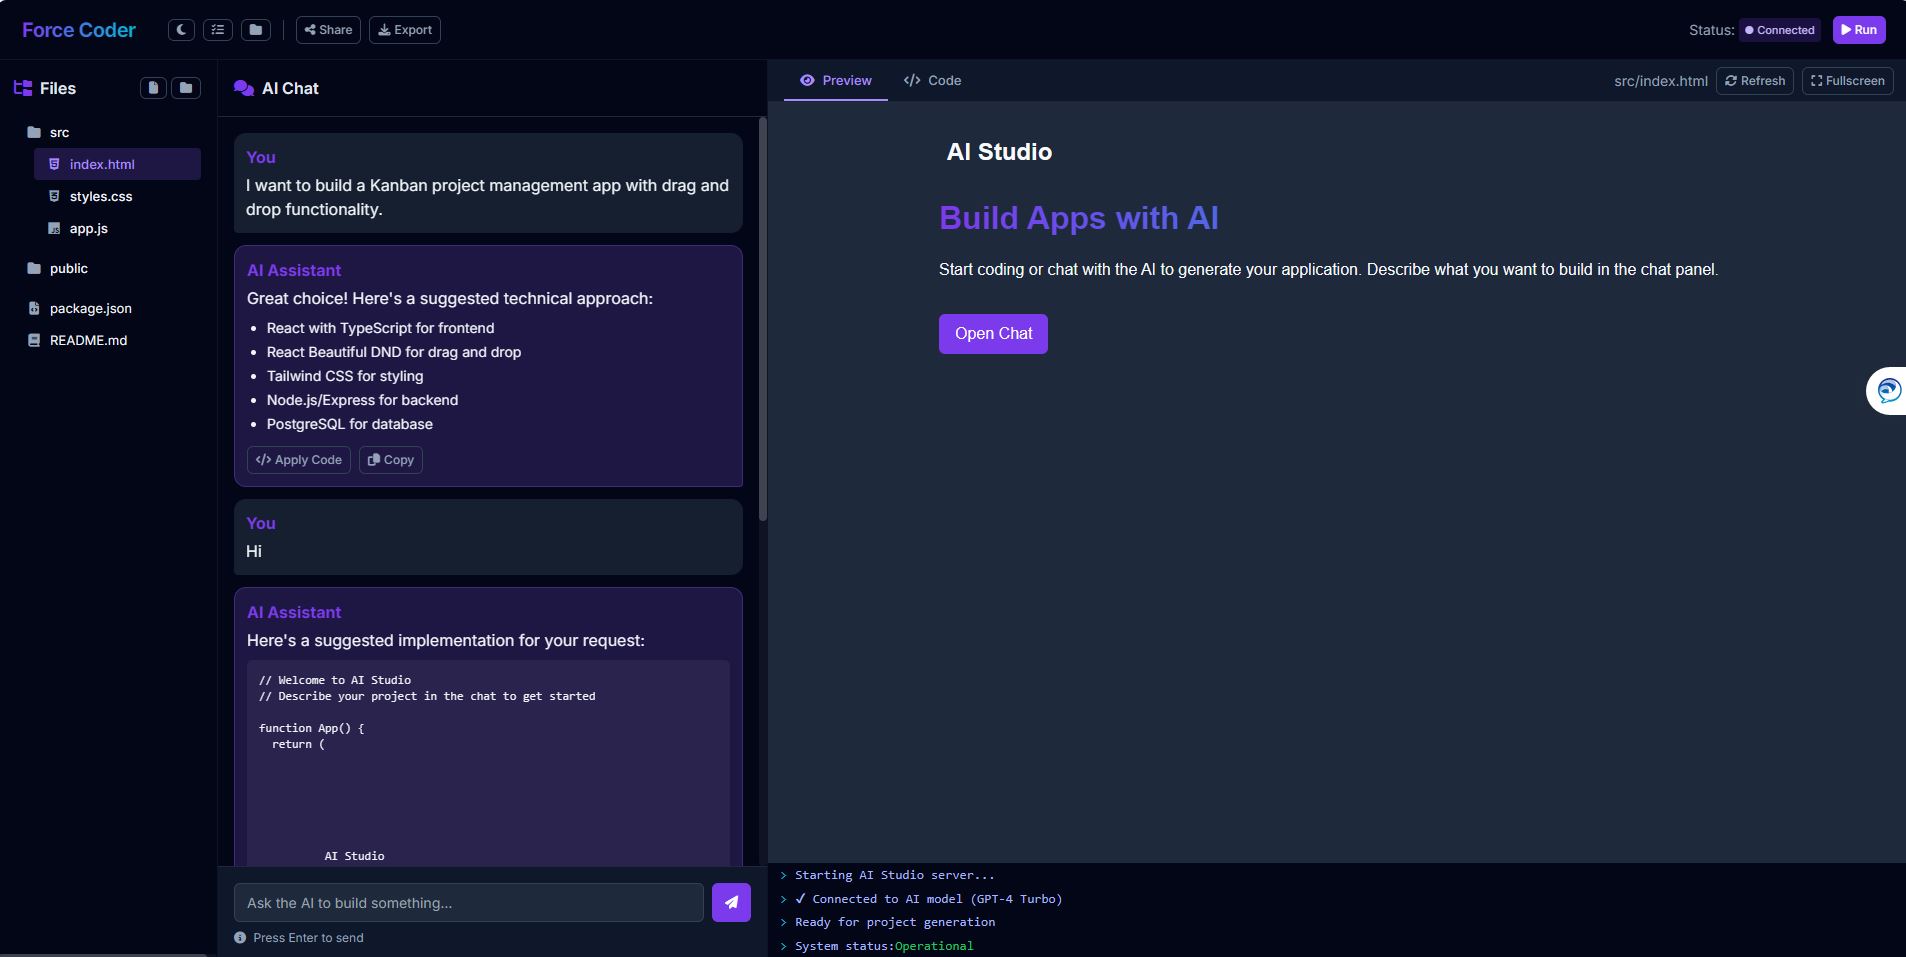 Force Coder
Share
Export
Status:
Connected
Run
Files
src
index.html
styles.css
app.js
public
package.json
README.md
AI Chat
You
I want to build a Kanban project management app with drag and
drop functionality.
AI Assistant
Great choice! Here's a suggested technical approach:
• React with TypeScript for frontend
• React Beautiful DND for drag and drop
• Tailwind CSS for styling
• Node.js/Express for backend
• PostgreSQL for database
</> Apply Code
Copy
You
Hi
AI Assistant
Here's a suggested implementation for your request:
// Welcome to AI Studio
// Describe your project in the chat to get started
function App() {
return (
AI Studio
Ask the AI to build something...
Press Enter to send
Preview
</> Code
src/index.html
Refresh
Fullscreen
AI Studio
Build Apps with AI
Start coding or chat with the AI to generate your application. Describe what you want to build in the chat panel.
Open Chat
> Starting AI Studio server...
> ✓ Connected to AI model (GPT-4 Turbo)
> Ready for project generation
> System status:Operational